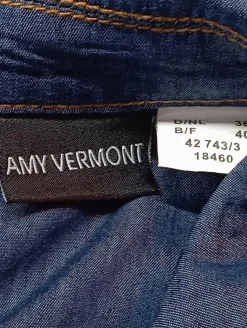 AMY VERMONT
D/NL 38
B/F 40
42 743/3
18460